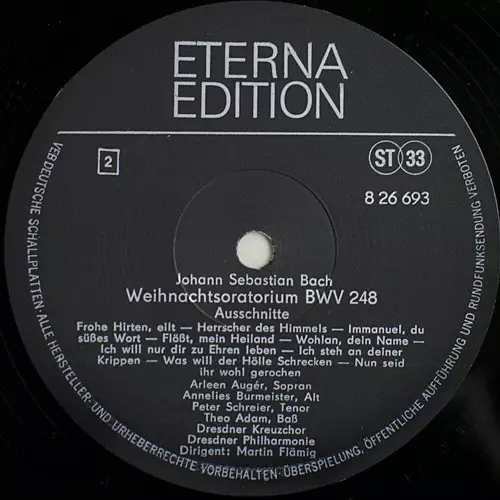 ETERNA
EDITION
2
ST 33
8 26 693
Johann Sebastian Bach
Weihnachtsoratorium BWV 248
Ausschnitte
Frohe Hirten, eilt — Herrscher des Himmels — Immanuel, du
süßes Wort — Flößt, mein Heiland — Wohlan, dein Name —
Ich will nur dir zu Ehren leben — Ich steh an deiner
Krippen — Was will der Hölle Schrecken — Nun seid
ihr wohl gerochen
Arleen Augér, Sopran
Annelies Burmeister, Alt
Peter Schreier, Tenor
Theo Adam, Baß
Dresdner Kreuzchor
Dresdner Philharmonie
Dirigent: Martin Flämig
VEB DEUTSCHE SCHALLPLATTEN · ALLE HERSTELLER- UND URHEBERRECHTE VORBEHALTEN · ÜBERSPIELUNG, ÖFFENTLICHE AUFFÜHRUNG UND RUNDFUNKSENDUNG VERBOTEN